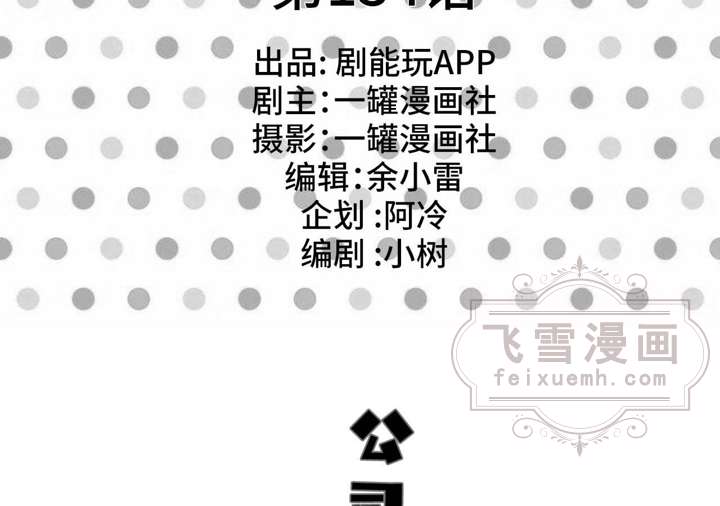 出品: 剧能玩APP
剧主:一罐漫画社
摄影:一罐漫画社
编辑:余小雷
企划 :阿冷
编剧 :小树
飞雪漫画
feixuemh.com
公